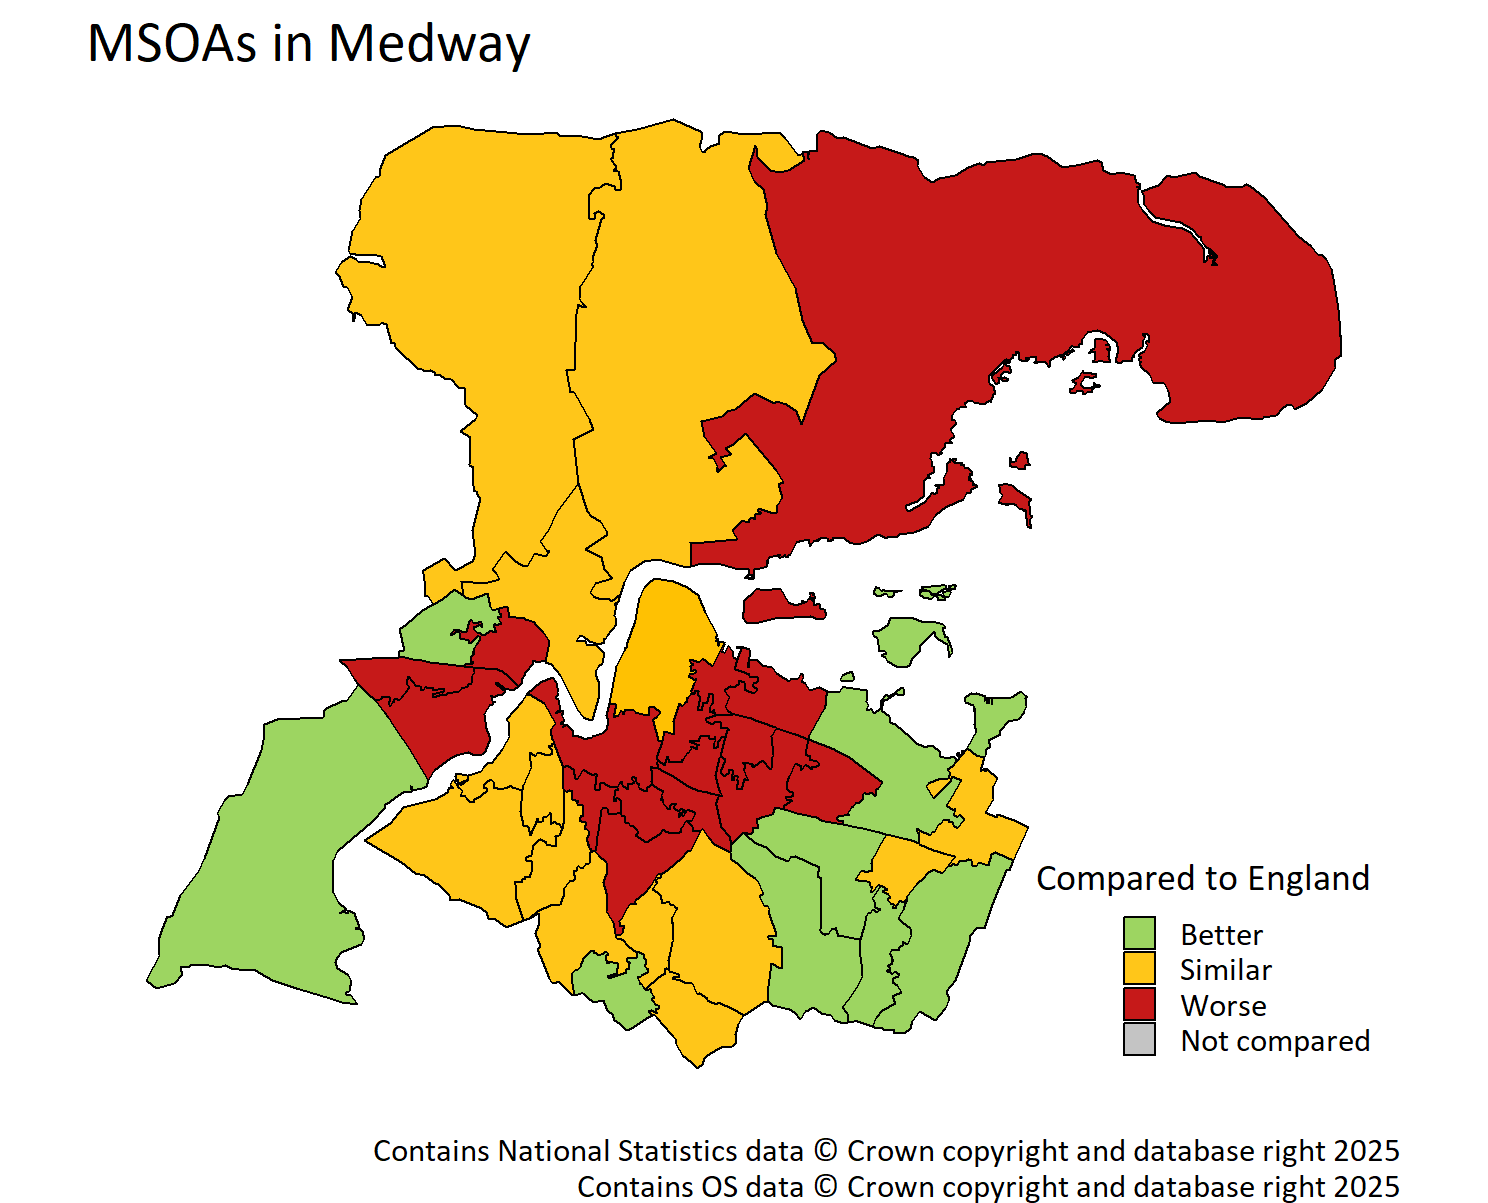 MSOAs in Medway
Compared to England
Better
Similar
Worse
Not compared
Contains National Statistics data © Crown copyright and database right 2025
Contains OS data © Crown copyright and database right 2025